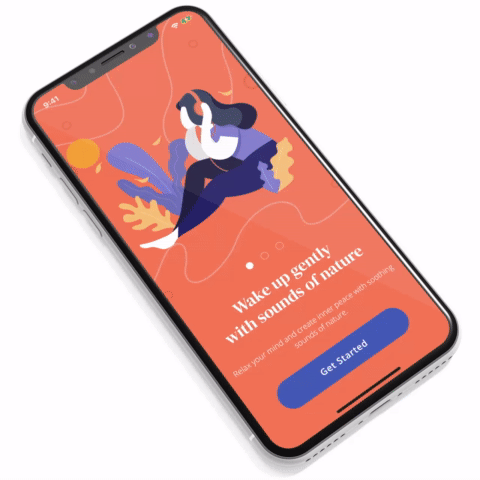 9:41
Wake up gently
with sounds of nature
Relax your mind and create inner peace with soothing
sounds of nature.
Get Started